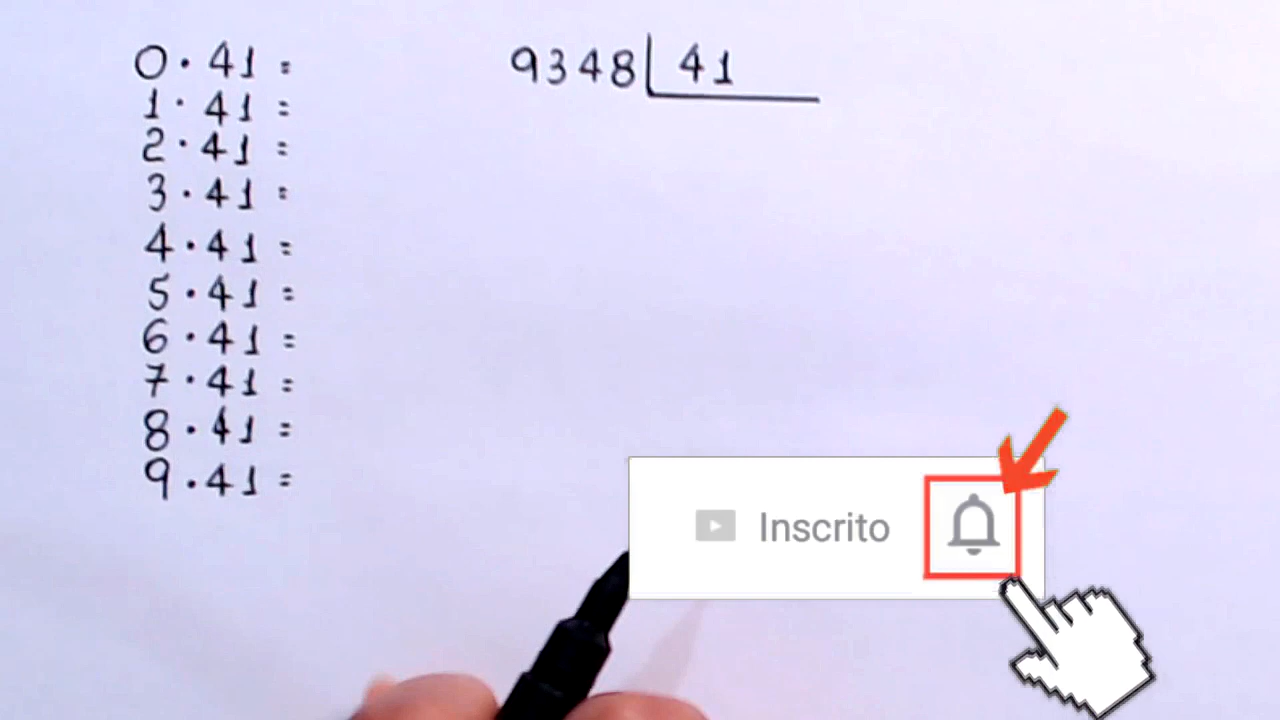 0 · 41 =
1 · 41 =
2 · 41 =
3 · 41 =
4 · 41 =
5 · 41 =
6 · 41 =
7 · 41 =
8 · 41 =
9 · 41 =
9348 41
Inscrito